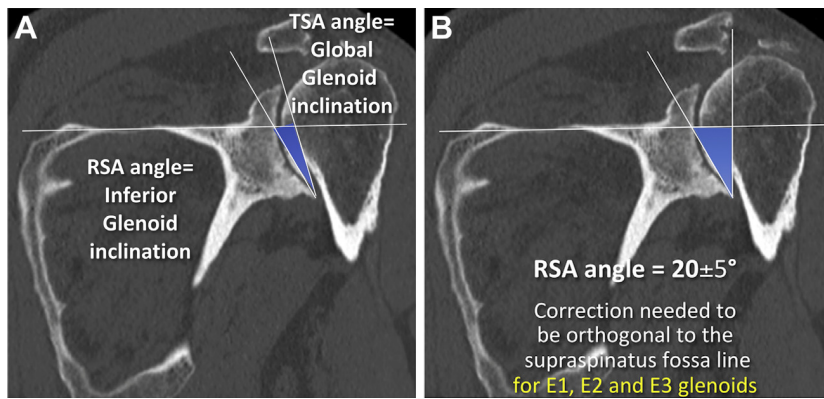 A
TSA angle=
Global
Glenoid
inclination
RSA angle=
Inferior
Glenoid
inclination
B
RSA angle = 20±5°
Correction needed to
be orthogonal to the
supraspinatus fossa line
for E1, E2 and E3 glenoids